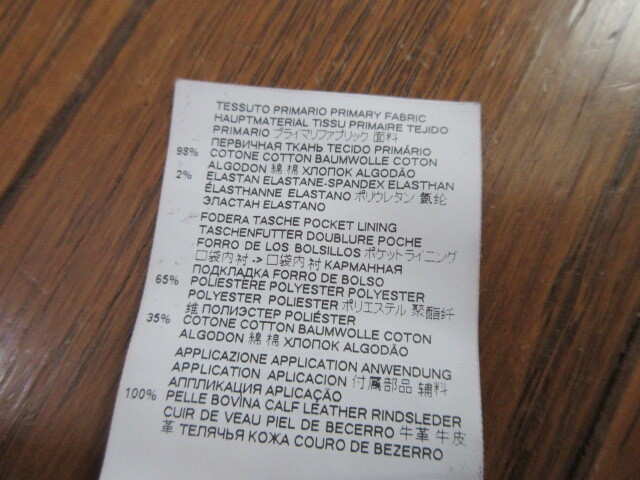 TESSUTO PRIMARIO PRIMARY FABRIC
HAUPTMATERIAL TISSU PRIMAIRE TEJIDO
PRIMARIO プライマリファブリック 面料
ПЕРВИЧНАЯ ТКАНЬ TECIDO PRIMÁRIO
98% COTONE COTTON BAUMWOLLE COTON
ALGODON 綿 棉 ХЛОПОК ALGODÃO
2% ELASTAN ELASTANE-SPANDEX ELASTHAN
ÉLASTHANNE ELASTANO ポリウレタン 氨纶
ЭЛАСТАН ELASTANO
FODERA TASCHE POCKET LINING
TASCHENFUTTER DOUBLURE POCHE
FORRO DE LOS BOLSILLOS ポケットライニング
口袋内衬 -> 口袋内衬 КАРМАННАЯ
ПОДКЛАДКА FORRO DE BOLSO
65% POLIESTERE POLYESTER POLYESTER
POLYESTER POLIESTER ポリエステル 聚酯纤
维 ПОЛИЭСТЕР POLIÉSTER
35% COTONE COTTON BAUMWOLLE COTON
ALGODON 綿 棉 ХЛОПОК ALGODÃO
APPLICAZIONE APPLICATION ANWENDUNG
APPLICATION APLICACION 付属部品 辅料
АППЛИКАЦИЯ APLICAÇÃO
100% PELLE BOVINA CALF LEATHER RINDSLEDER
CUIR DE VEAU PIEL DE BECERRO 牛革 牛皮
革 ТЕЛЯЧЬЯ КОЖА COURO DE BEZERRO